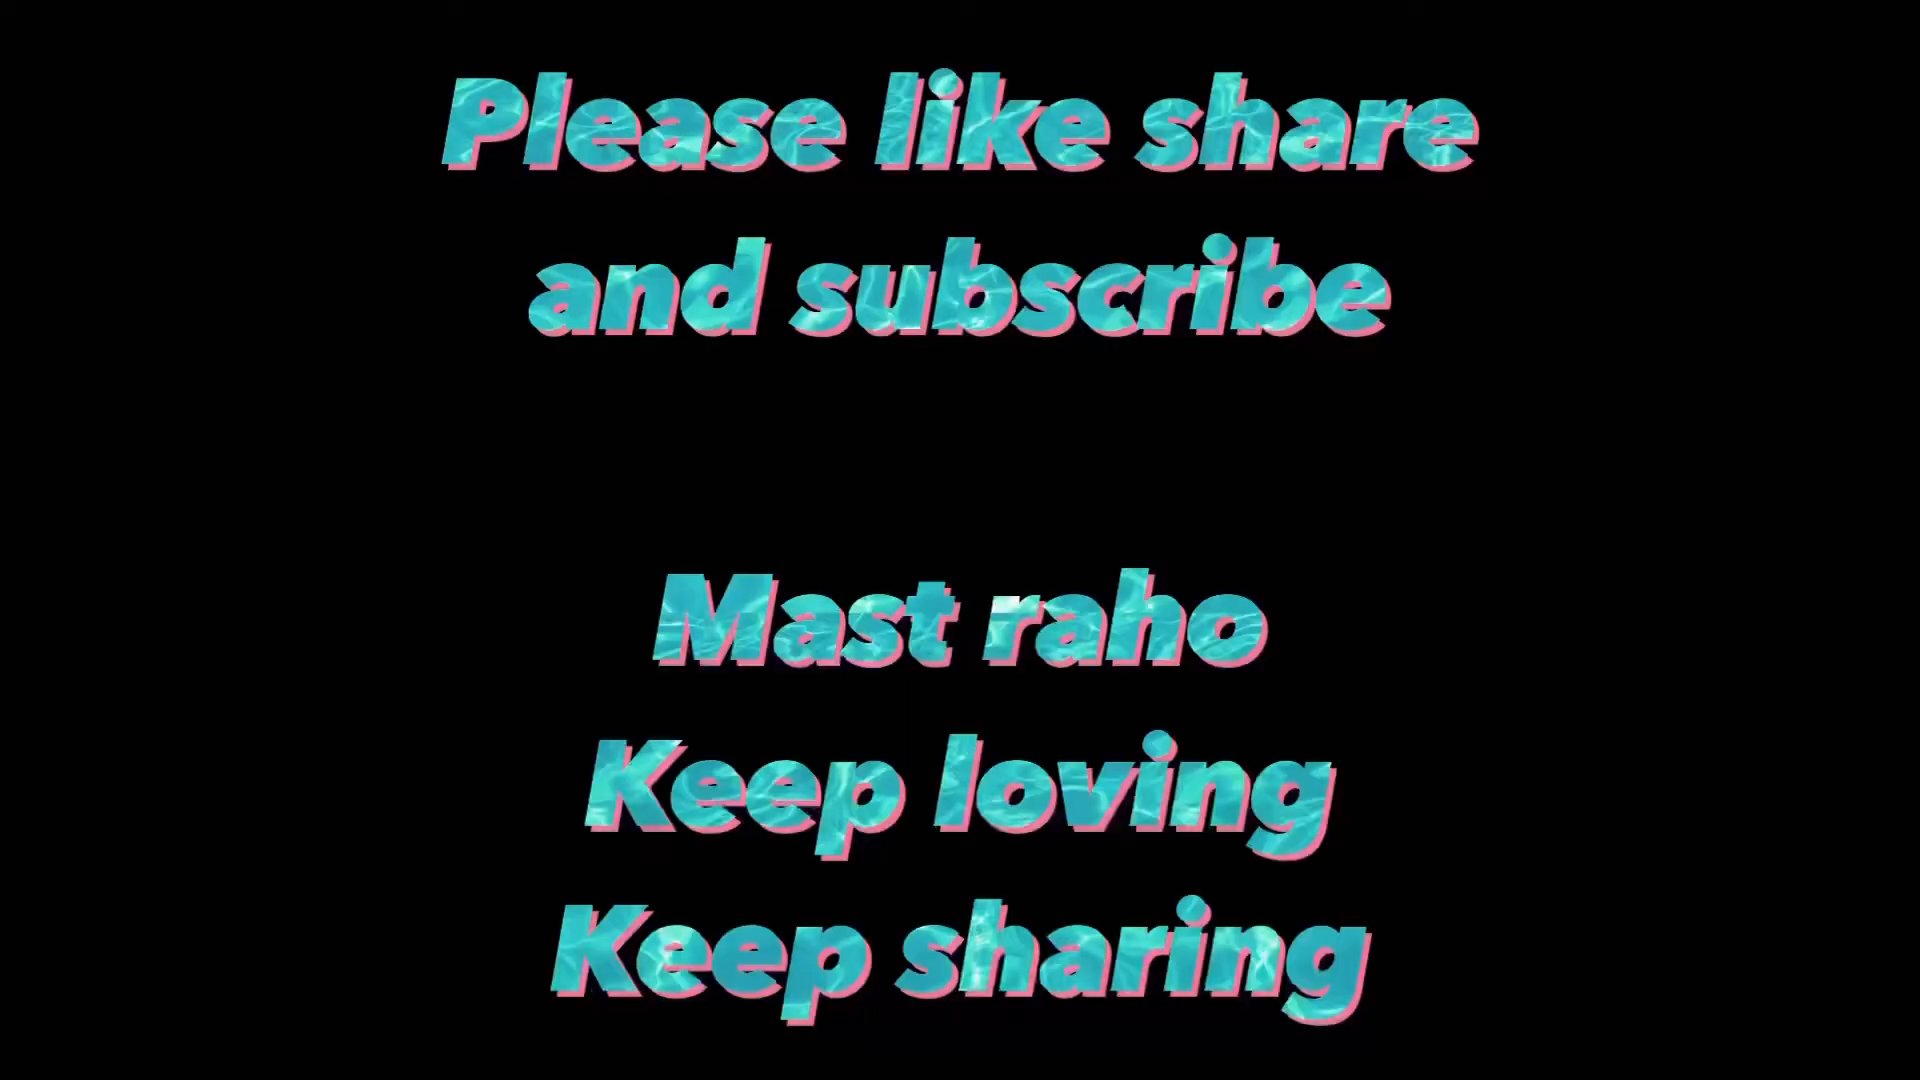 Please like share
and subscribe
Mast raho
Keep loving
Keep sharing